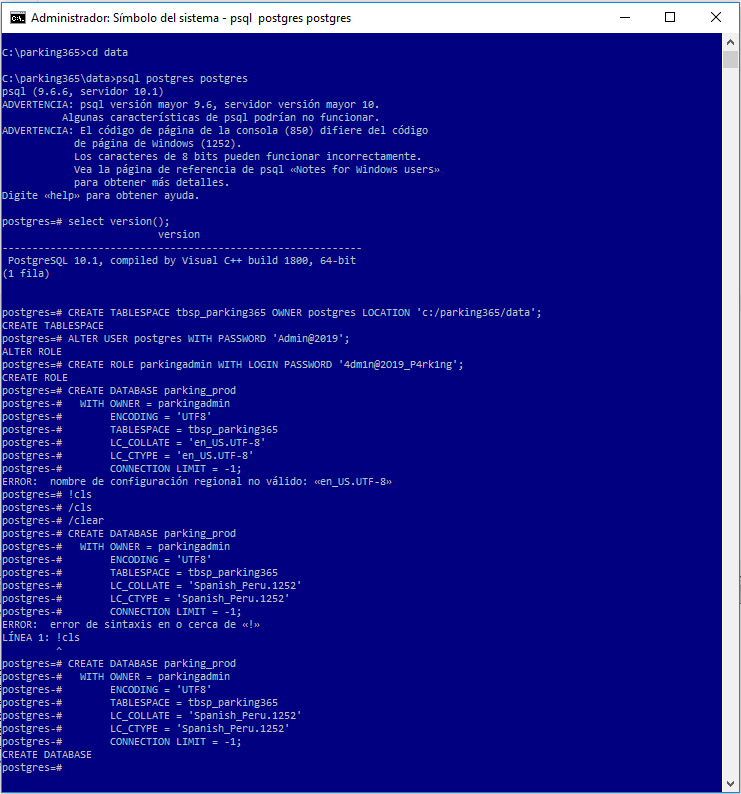 Administrador: Símbolo del sistema - psql postgres postgres
C:\parking365>cd data
C:\parking365\data>psql postgres postgres
psql (9.6.6, servidor 10.1)
ADVERTENCIA: psql versión mayor 9.6, servidor versión mayor 10.
         Algunas características de psql podrían no funcionar.
ADVERTENCIA: El código de página de la consola (850) difiere del código
            de página de Windows (1252).
            Los caracteres de 8 bits pueden funcionar incorrectamente.
            Vea la página de referencia de psql «Notes for Windows users»
            para obtener más detalles.
Digite «help» para obtener ayuda.
postgres=# select version();
                          version
------------------------------------------------------------
 PostgreSQL 10.1, compiled by Visual C++ build 1800, 64-bit
(1 fila)
postgres=# CREATE TABLESPACE tbsp_parking365 OWNER postgres LOCATION 'c:/parking365/data';
CREATE TABLESPACE
postgres=# ALTER USER postgres WITH PASSWORD 'Admin@2019';
ALTER ROLE
postgres=# CREATE ROLE parkingadmin WITH LOGIN PASSWORD '4dm1n@2019_P4rk1ng';
CREATE ROLE
postgres=# CREATE DATABASE parking_prod
postgres-#   WITH OWNER = parkingadmin
postgres-#        ENCODING = 'UTF8'
postgres-#        TABLESPACE = tbsp_parking365
postgres-#        LC_COLLATE = 'en_US.UTF-8'
postgres-#        LC_CTYPE = 'en_US.UTF-8'
postgres-#        CONNECTION LIMIT = -1;
ERROR:  nombre de configuración regional no válido: «en_US.UTF-8»
postgres=# !cls
postgres-# /cls
postgres-# /clear
postgres-# CREATE DATABASE parking_prod
postgres-#   WITH OWNER = parkingadmin
postgres-#        ENCODING = 'UTF8'
postgres-#        TABLESPACE = tbsp_parking365
postgres-#        LC_COLLATE = 'Spanish_Peru.1252'
postgres-#        LC_CTYPE = 'Spanish_Peru.1252'
postgres-#        CONNECTION LIMIT = -1;
ERROR:  error de sintaxis en o cerca de «!»
LÍNEA 1: !cls
         ^
postgres=# CREATE DATABASE parking_prod
postgres-#   WITH OWNER = parkingadmin
postgres-#        ENCODING = 'UTF8'
postgres-#        TABLESPACE = tbsp_parking365
postgres-#        LC_COLLATE = 'Spanish_Peru.1252'
postgres-#        LC_CTYPE = 'Spanish_Peru.1252'
postgres-#        CONNECTION LIMIT = -1;
CREATE DATABASE
postgres=#